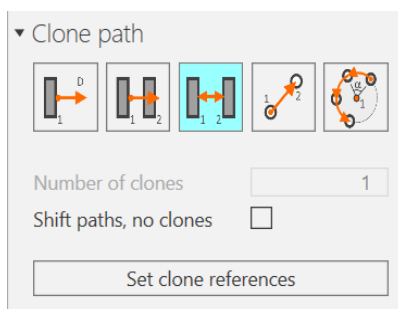 Clone path
D
1
1 2
1 2
1 2
α
1
Number of clones 1
Shift paths, no clones
Set clone references